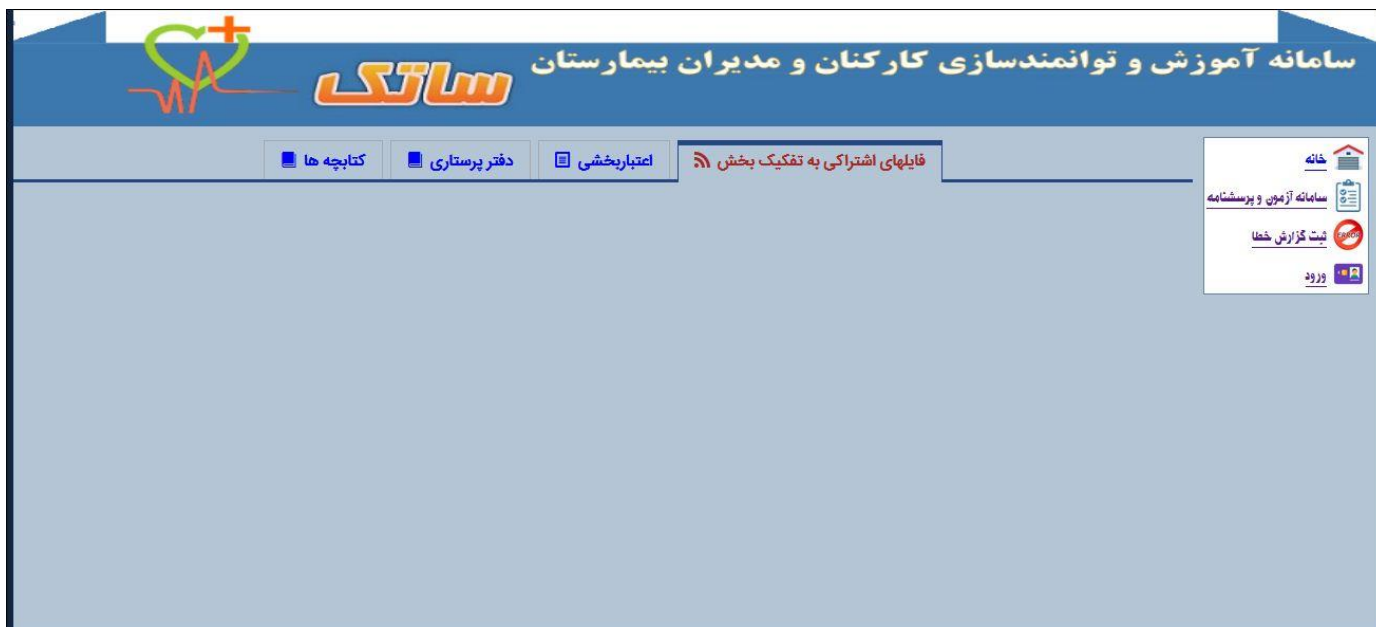 سامانه آموزش و توانمندسازی کارکنان و مدیران بیمارستان ساتک
خانه
سامانه آزمون و پرسشنامه
ERROR ثبت گزارش خطا
ورود
فایلهای اشتراکی به تفکیک بخش
اعتباربخشی
دفتر پرستاری
کتابچه ها